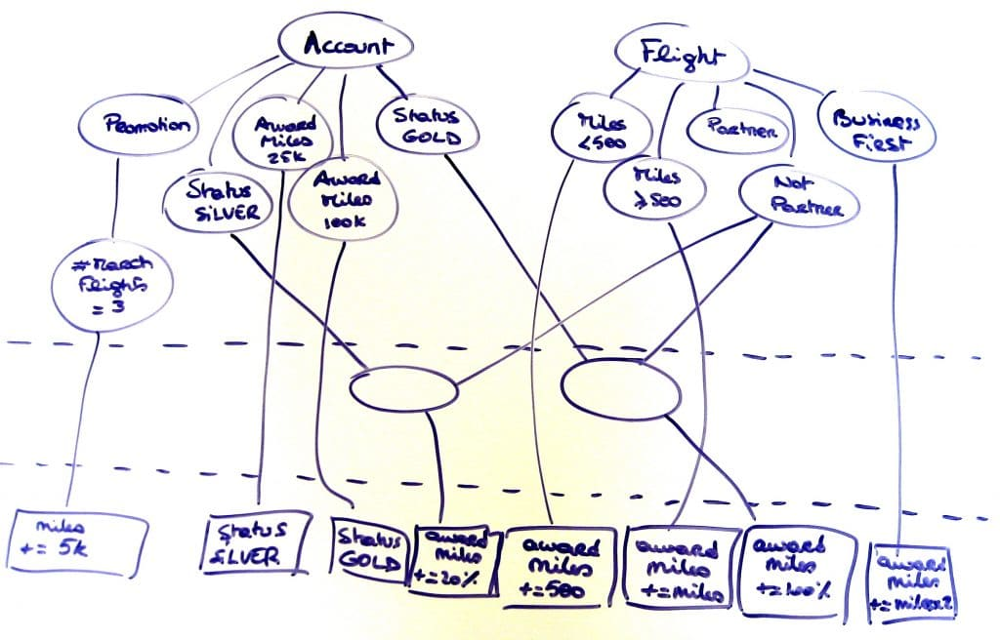 Account
Flight
Promotion
Award
Miles
25k
Status
GOLD
Miles
<500
Partner
Business
First
Status
SILVER
Award
Miles
100k
Miles
≥500
Not
Partner
#March
Flights
= 3
miles
+= 5k
Status
SILVER
Status
GOLD
award
miles
+=20%
award
miles
+=500
award
miles
+=miles
award
miles
+=100%
award
miles
+=milesx2